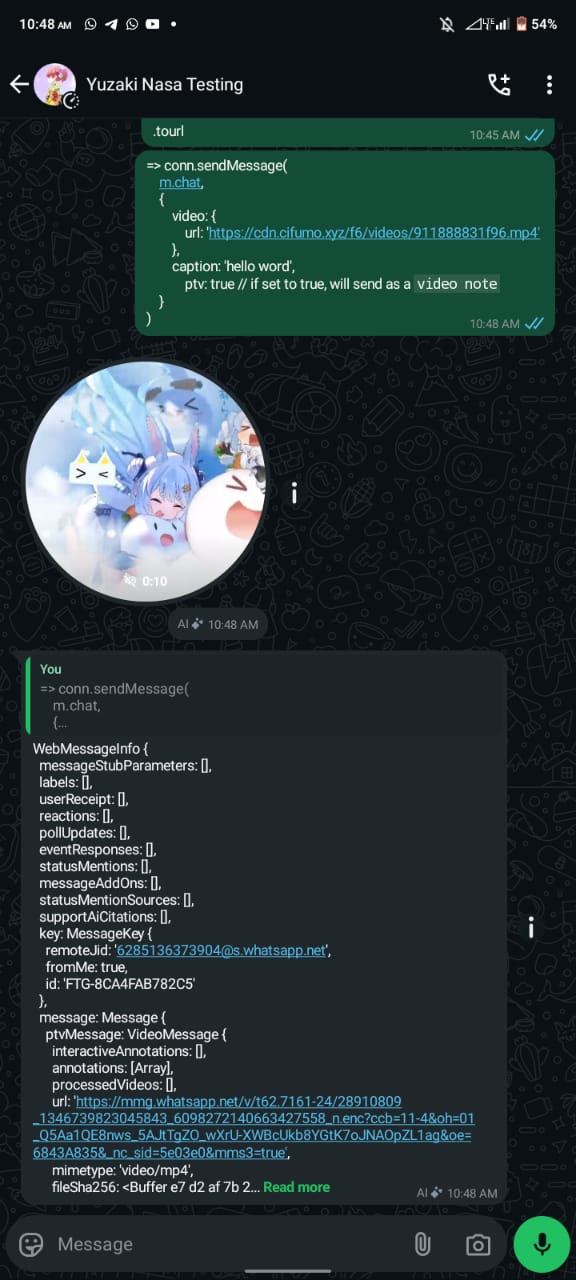 10:48 AM
54%
Yuzaki Nasa Testing
.tourl
10:45 AM
=> conn.sendMessage(
m.chat,
{
video: {
url: 'https://cdn.cifumo.xyz/f6/videos/911888831f96.mp4'
},
caption: 'hello word',
ptv: true // if set to true, will send as a video note
}
)
10:48 AM
0:10
AI 10:48 AM
You
=> conn.sendMessage(
m.chat,
{...
WebMessageInfo {
messageStubParameters: [],
labels: [],
userReceipt: [],
reactions: [],
pollUpdates: [],
eventResponses: [],
statusMentions: [],
messageAddOns: [],
statusMentionSources: [],
supportAiCitations: [],
key: MessageKey {
remoteJid: '6285136373904@s.whatsapp.net',
fromMe: true,
id: 'FTG-8CA4FAB782C5'
},
message: Message {
ptvMessage: VideoMessage {
interactiveAnnotations: [],
annotations: [Array],
processedVideos: [],
url: 'https://mmg.whatsapp.net/v/t62.7161-24/28910809
_1346739823045843_6098272140663427558_n.enc?ccb=11-4&oh=01
_Q5Aa1QE8nws_5AJtTgZO_wXrU-XWBcUkb8YGtK7oJNAOpZL1ag&oe=
6843A835&_nc_sid=5e03e0&mms3=true',
mimetype: 'video/mp4',
fileSha256: <Buffer e7 d2 af 7b 2... Read more
AI 10:48 AM
Message